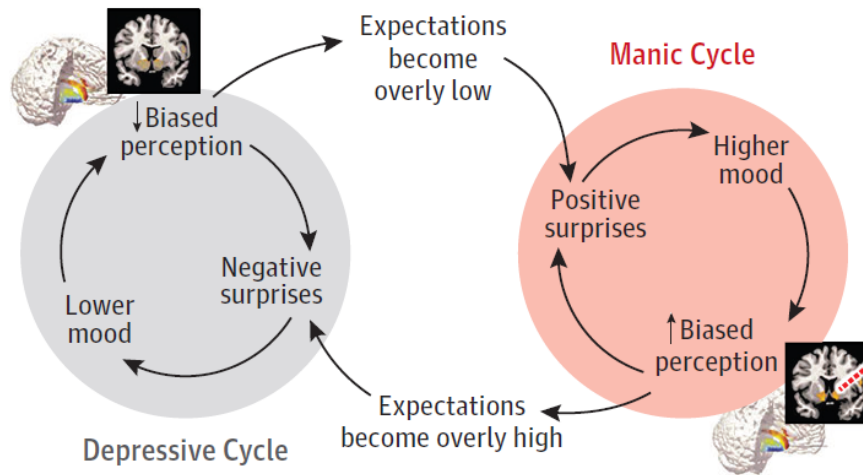 Expectations
become
overly low
Manic Cycle
↓ Biased
perception
Higher
mood
Positive
surprises
Negative
surprises
Lower
mood
↑ Biased
perception
Expectations
become overly high
Depressive Cycle